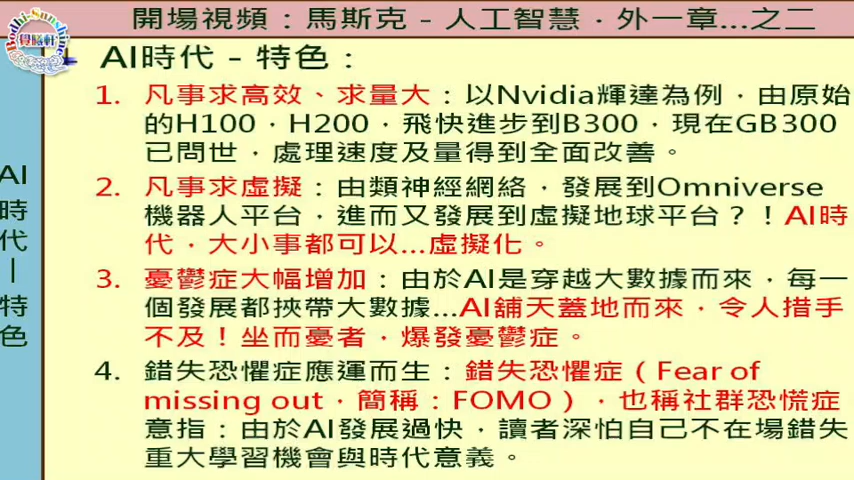 開場視頻：馬斯克－人工智慧．外一章...之二
Bodhi-Sunshine
覺曦軒
AI時代－特色：
AI時代－特色
1. 凡事求高效、求量大：以Nvidia輝達為例，由原始
的H100，H200，飛快進步到B300，現在GB300
已問世，處理速度及量得到全面改善。
2. 凡事求虛擬：由類神經網絡，發展到Omniverse
機器人平台，進而又發展到虛擬地球平台？！AI時
代，大小事都可以...虛擬化。
3. 憂鬱症大幅增加：由於AI是穿越大數據而來，每一
個發展都挾帶大數據...AI舖天蓋地而來，令人措手
不及！坐而憂者，爆發憂鬱症。
4. 錯失恐懼症應運而生：錯失恐懼症（Fear of
missing out，簡稱：FOMO），也稱社群恐慌症
意指：由於AI發展過快，讀者深怕自己不在場錯失
重大學習機會與時代意義。